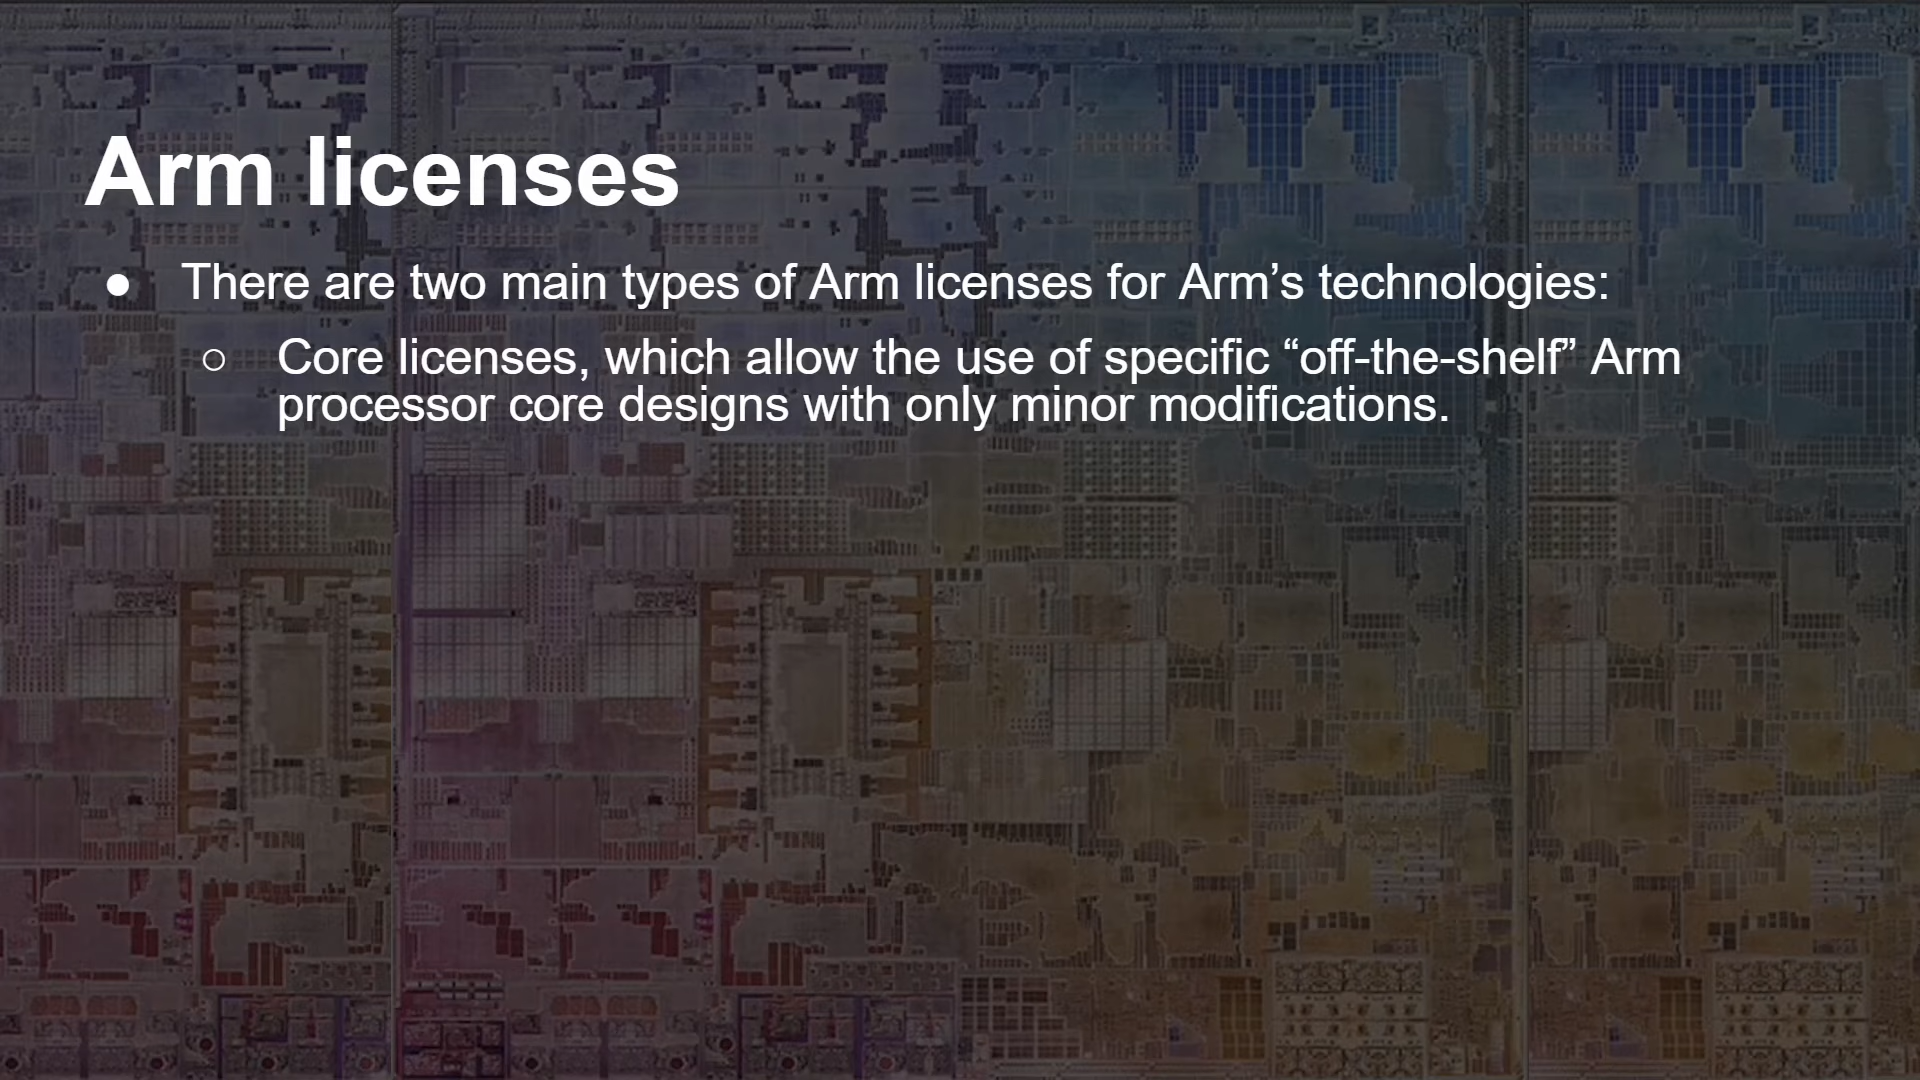 Arm licenses
● There are two main types of Arm licenses for Arm’s technologies:
○ Core licenses, which allow the use of specific “off-the-shelf” Arm
processor core designs with only minor modifications.